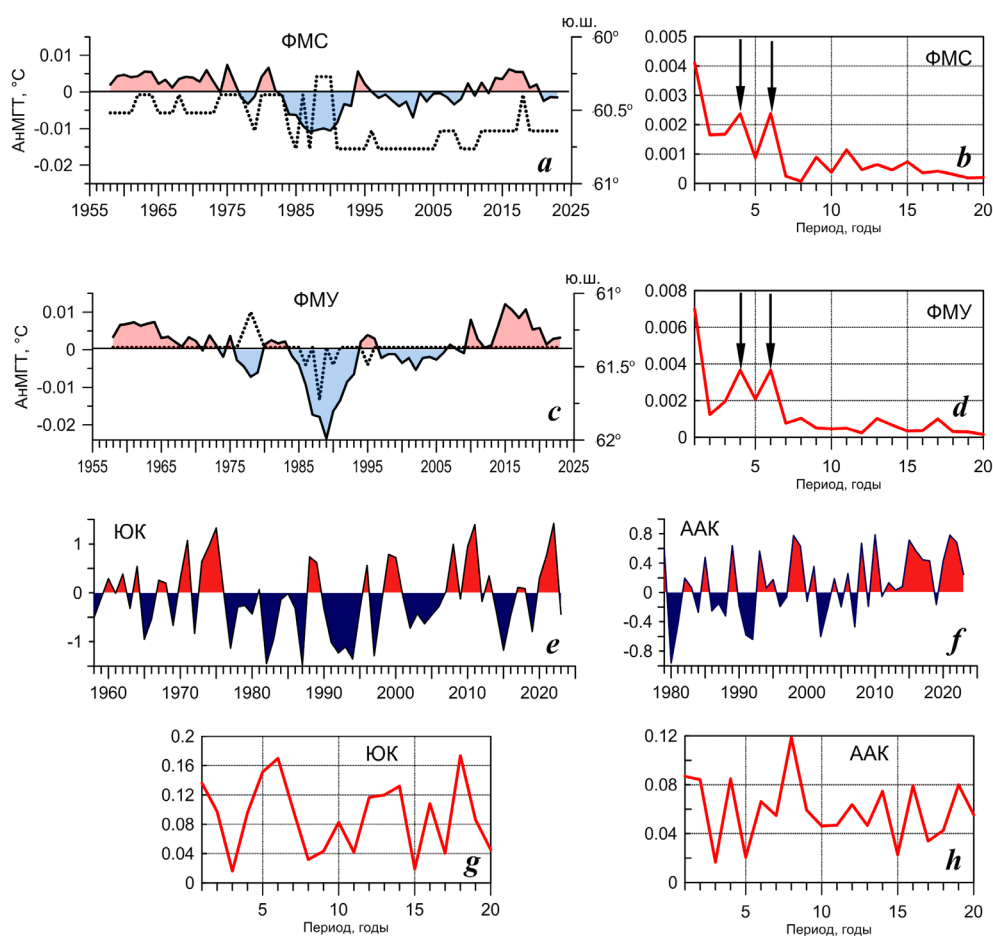 ю.ш.
ФМС
60°
0.01
0
-0.01
-0.02
АнМГТ, °C
60.5°
61°
a
1955 1965 1975 1985 1995 2005 2015 2025
0.005
0.004
0.003
0.002
0.001
0
ФМС
b
5 10 15 20
Период, годы
ю.ш.
ФМУ
61°
0.01
0
-0.01
-0.02
АнМГТ, °C
61.5°
62°
c
1955 1965 1975 1985 1995 2005 2015 2025
0.008
0.006
0.004
0.002
0
ФМУ
d
5 10 15 20
Период, годы
ЮК
1
0
-1
e
1960 1970 1980 1990 2000 2010 2020
ААК
0.8
0.4
0
-0.4
-0.8
f
1980 1990 2000 2010 2020
0.2
0.16
0.12
0.08
0.04
0
ЮК
g
5 10 15 20
Период, годы
0.12
0.08
0.04
0
ААК
h
5 10 15 20
Период, годы